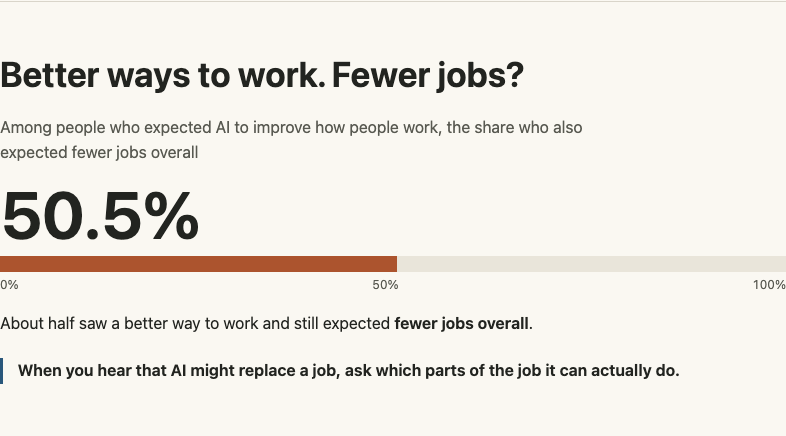 Better ways to work. Fewer jobs?
Among people who expected AI to improve how people work, the share who also
expected fewer jobs overall
50.5%
0% 50% 100%
About half saw a better way to work and still expected fewer jobs overall.
When you hear that AI might replace a job, ask which parts of the job it can actually do.